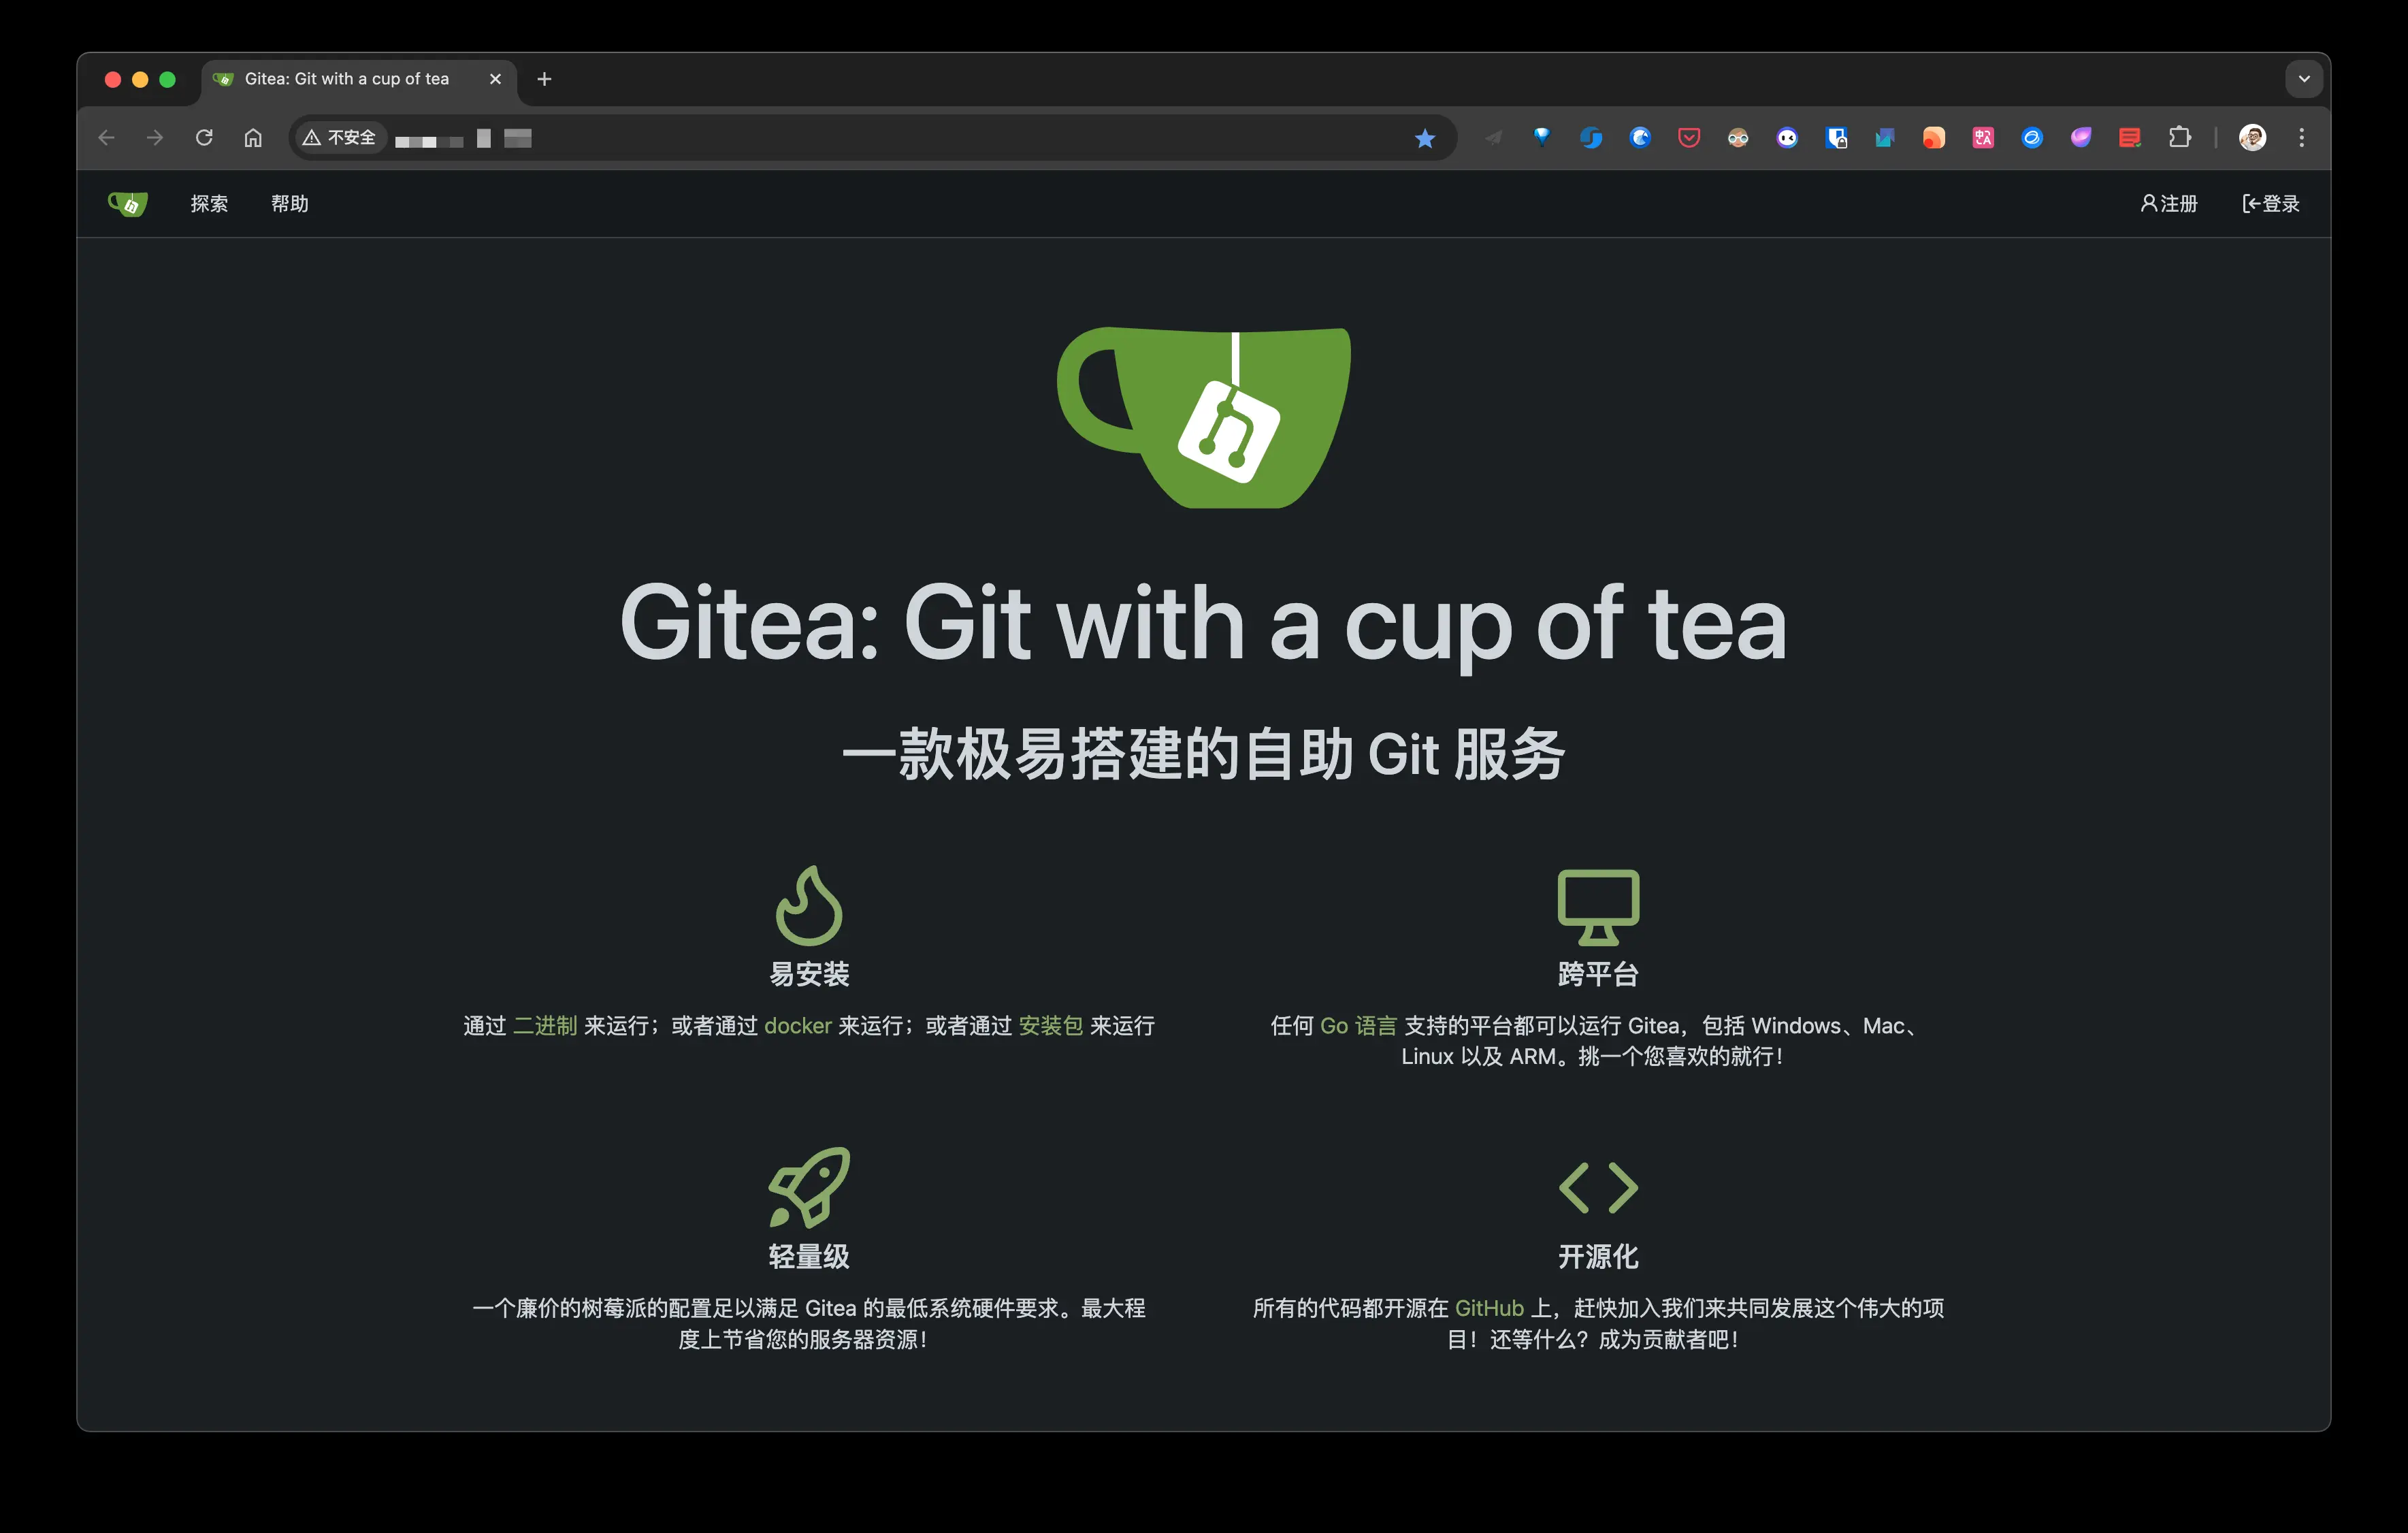 Gitea: Git with a cup of tea
不安全
探索
帮助
注册
登录
Gitea: Git with a cup of tea
一款极易搭建的自助 Git 服务
易安装
通过 二进制 来运行；或者通过 docker 来运行；或者通过 安装包 来运行
跨平台
任何 Go 语言 支持的平台都可以运行 Gitea，包括 Windows、Mac、
Linux 以及 ARM。挑一个您喜欢的就行！
轻量级
一个廉价的树莓派的配置足以满足 Gitea 的最低系统硬件要求。最大程
度上节省您的服务器资源！
开源化
所有的代码都开源在 GitHub 上，赶快加入我们来共同发展这个伟大的项
目！还等什么？成为贡献者吧！